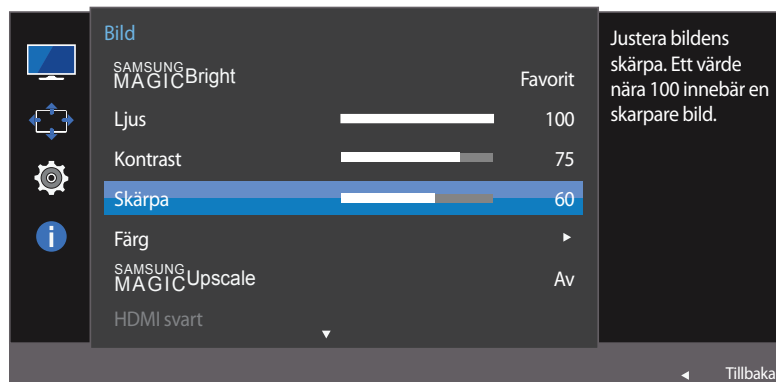 Bild
SAMSUNG MAGICBright Favorit
Ljus 100
Kontrast 75
Skärpa 60
Färg
SAMSUNG MAGICUpscale Av
HDMI svart
Justera bildens
skärpa. Ett värde
nära 100 innebär en
skarpare bild.
Tillbaka